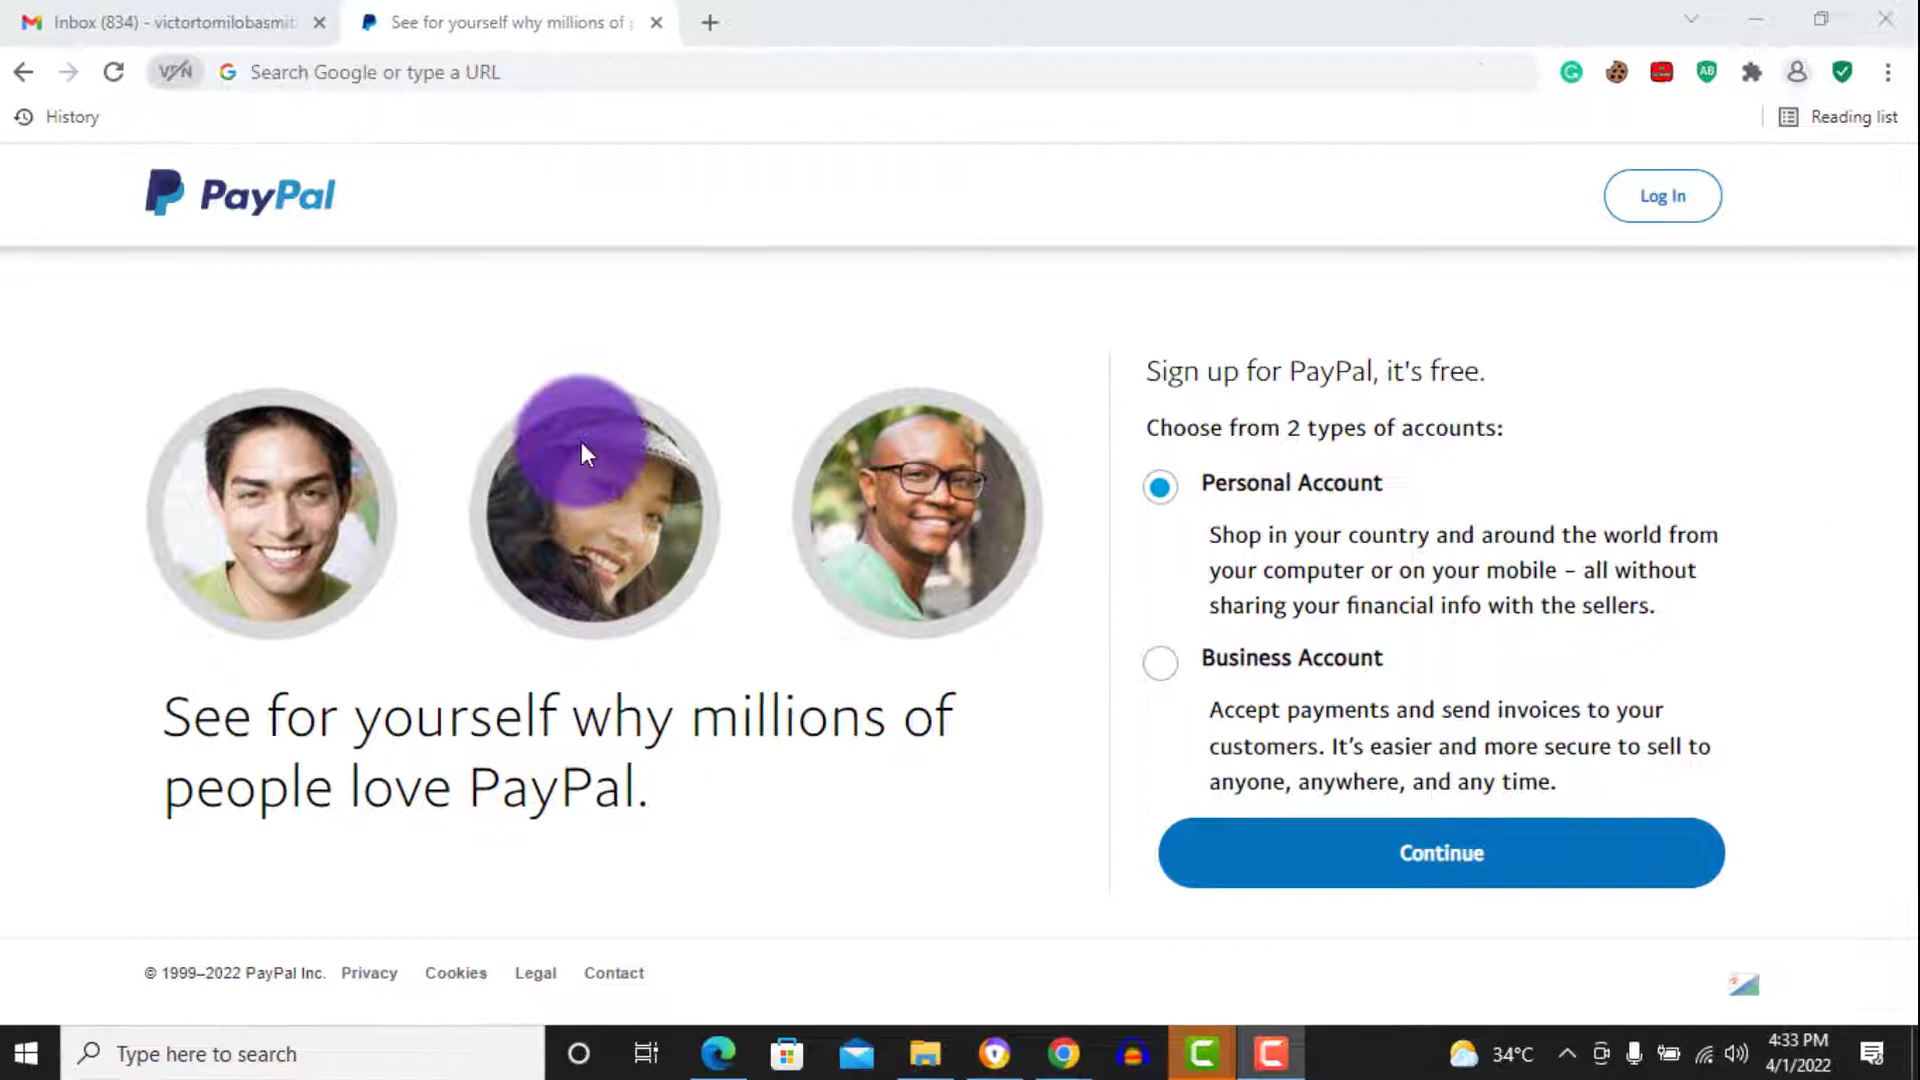 Inbox (834) - victortomilobasmit
See for yourself why millions of
VPN
Search Google or type a URL
History
Reading list
PayPal
Log In
Sign up for PayPal, it's free.
Choose from 2 types of accounts:
Personal Account
Shop in your country and around the world from
your computer or on your mobile – all without
sharing your financial info with the sellers.
Business Account
Accept payments and send invoices to your
customers. It’s easier and more secure to sell to
anyone, anywhere, and any time.
See for yourself why millions of
people love PayPal.
Continue
© 1999–2022 PayPal Inc. Privacy Cookies Legal Contact
Type here to search
34°C
4:33 PM
4/1/2022